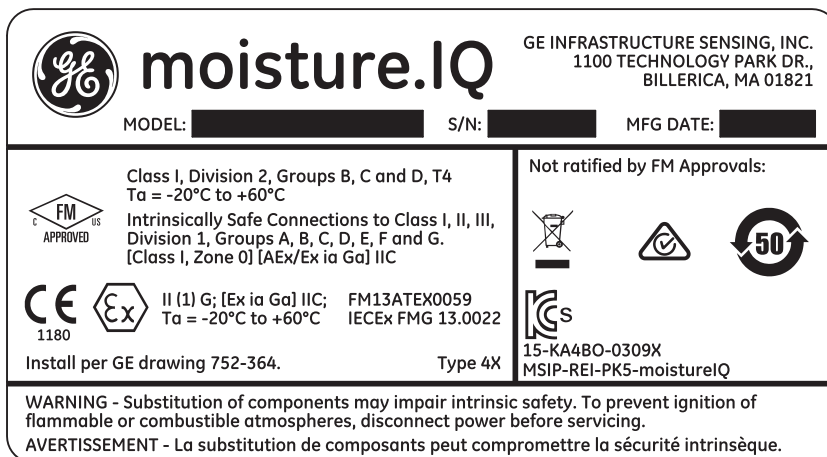 GE
moisture.IQ
GE INFRASTRUCTURE SENSING, INC.
1100 TECHNOLOGY PARK DR.,
BILLERICA, MA 01821
MODEL: S/N: MFG DATE:
Class I, Division 2, Groups B, C and D, T4
Ta = -20°C to +60°C
Intrinsically Safe Connections to Class I, II, III,
Division 1, Groups A, B, C, D, E, F and G.
[Class I, Zone 0] [AEx/Ex ia Ga] IIC
C FM US
APPROVED
CE
1180
Ex
II (1) G; [Ex ia Ga] IIC; FM13ATEX0059
Ta = -20°C to +60°C IECEx FMG 13.0022
Install per GE drawing 752-364. Type 4X
Not ratified by FM Approvals:
50
KC S
15-KA4BO-0309X
MSIP-REI-PK5-moistureIQ
WARNING - Substitution of components may impair intrinsic safety. To prevent ignition of
flammable or combustible atmospheres, disconnect power before servicing.
AVERTISSEMENT - La substitution de composants peut compromettre la sécurité intrinsèque.